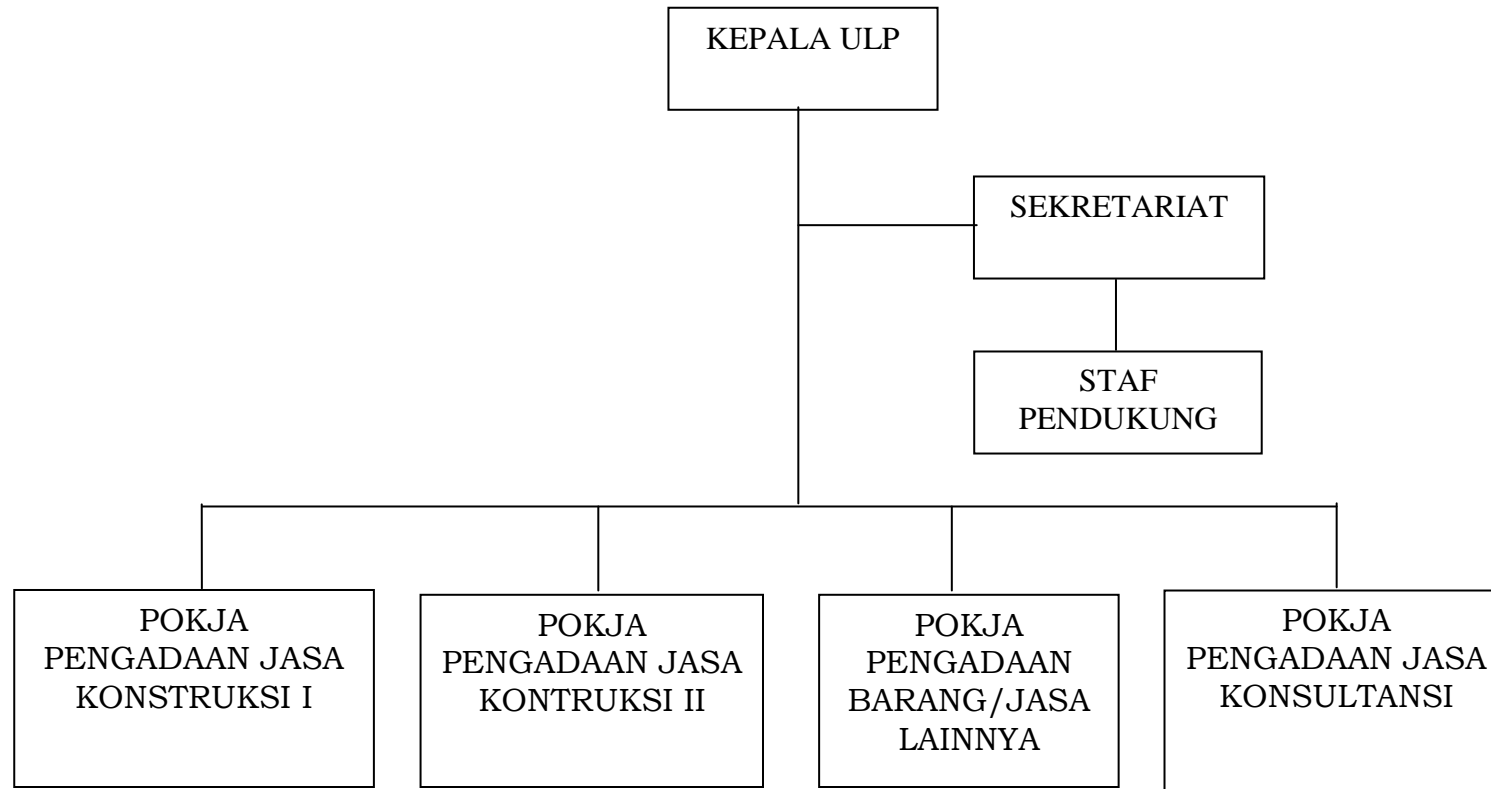 KEPALA ULP
SEKRETARIAT
STAF
PENDUKUNG
POKJA
PENGADAAN JASA
KONSTRUKSI I
POKJA
PENGADAAN JASA
KONTRUKSI II
POKJA
PENGADAAN
BARANG/JASA
LAINNYA
POKJA
PENGADAAN JASA
KONSULTANSI